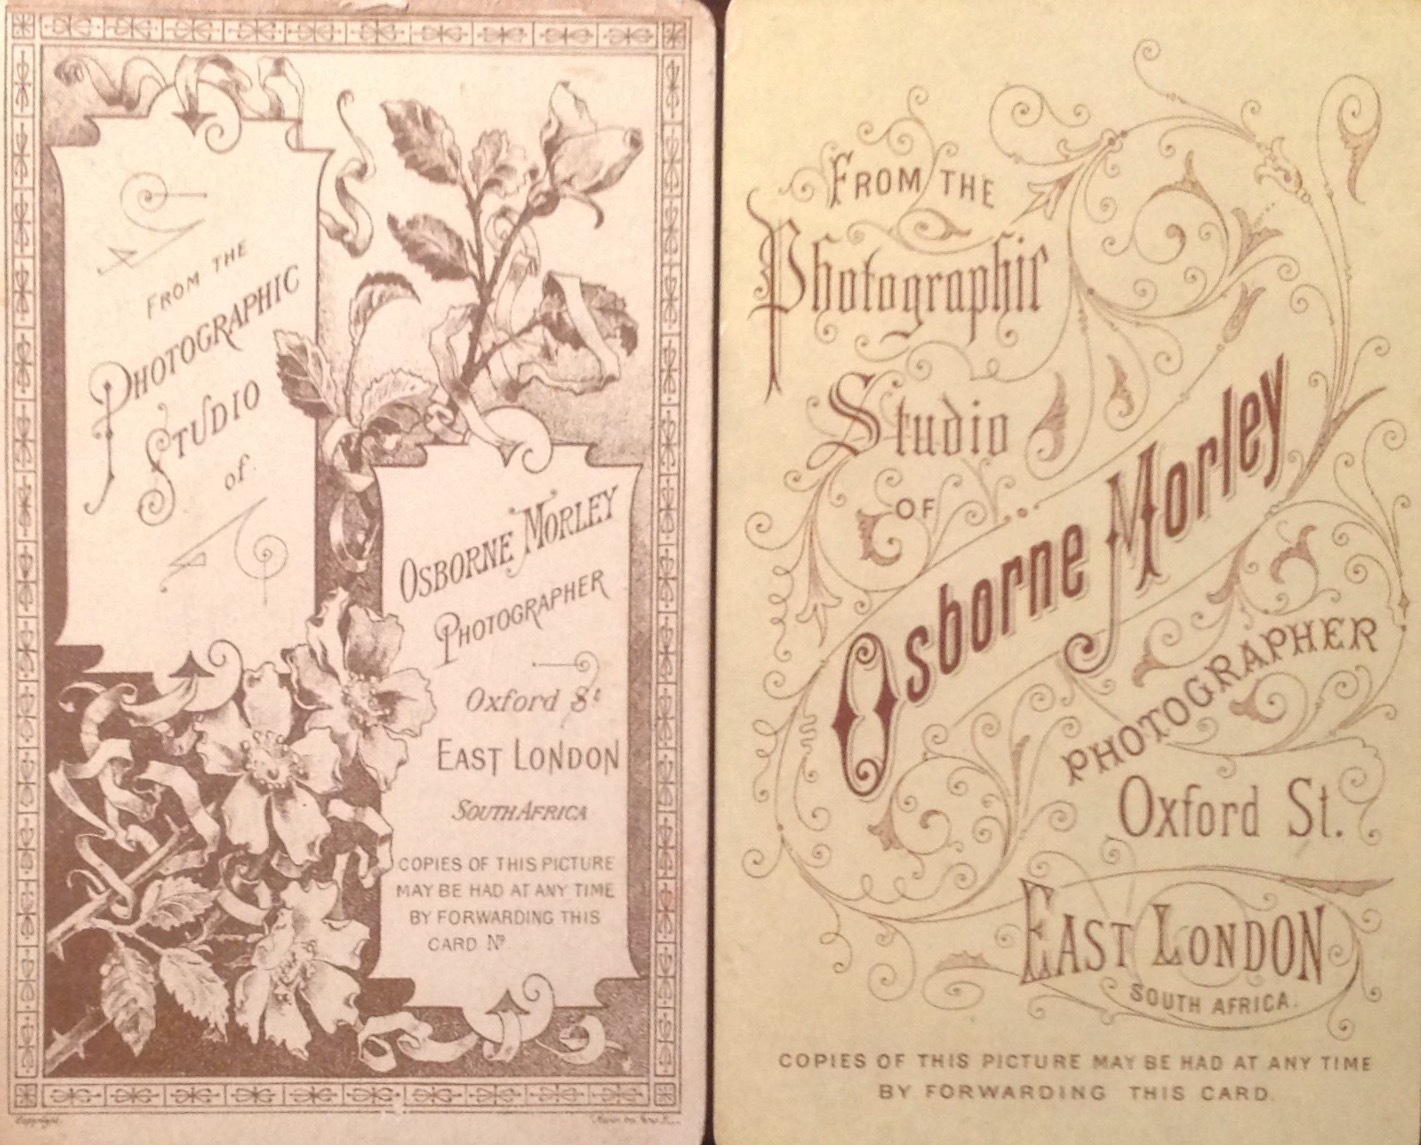 FROM THE
PHOTOGRAPHIC
STUDIO
of
OSBORNE MORLEY
PHOTOGRAPHER
Oxford St
EAST LONDON
SOUTH AFRICA
COPIES OF THIS PICTURE
MAY BE HAD AT ANY TIME
BY FORWARDING THIS
CARD No
Copyright.
FROM THE
Photographic
Studio
OF
Osborne Morley
PHOTOGRAPHER
Oxford St.
EAST LONDON
SOUTH AFRICA.
COPIES OF THIS PICTURE MAY BE HAD AT ANY TIME
BY FORWARDING THIS CARD.